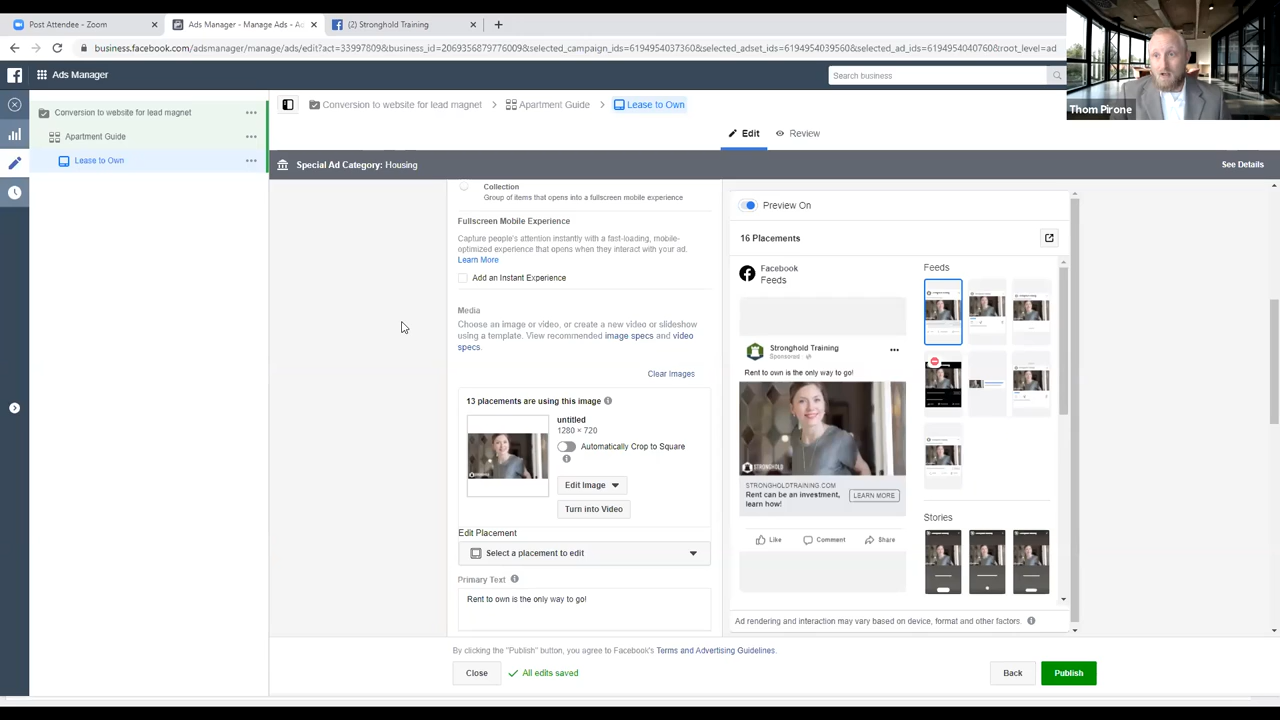 Post Attendee - Zoom
Ads Manager - Manage Ads - Ad
(2) Stronghold Training
business.facebook.com/adsmanager/manage/ads/edit?act=33997809&business_id=2069356879776009&selected_campaign_ids=6194954037360&selected_adset_ids=6194954039560&selected_ad_ids=6194954040760&root_level=ad
Thom Pirone
Ads Manager
Search business
Conversion to website for lead magnet
Apartment Guide
Lease to Own
Conversion to website for lead magnet
Apartment Guide
Lease to Own
Edit
Review
Special Ad Category: Housing
See Details
Collection
Group of items that opens into a fullscreen mobile experience
Fullscreen Mobile Experience
Capture people's attention instantly with a fast-loading, mobile-
optimized experience that opens when they interact with your ad.
Learn More
Add an Instant Experience
Media
Choose an image or video, or create a new video or slideshow
using a template. View recommended image specs and video
specs.
Clear Images
13 placements are using this image
untitled
1280 × 720
Automatically Crop to Square
Edit Image
Turn into Video
Edit Placement
Select a placement to edit
Primary Text
Rent to own is the only way to go!
Preview On
16 Placements
Facebook
Feeds
Stronghold Training
Sponsored
Rent to own is the only way to go!
STRONGHOLD
STRONGHOLDTRAINING.COM
Rent can be an investment,
learn how!
LEARN MORE
Like
Comment
Share
Feeds
Stories
Ad rendering and interaction may vary based on device, format and other factors.
By clicking the "Publish" button, you agree to Facebook's Terms and Advertising Guidelines.
Close
All edits saved
Back
Publish